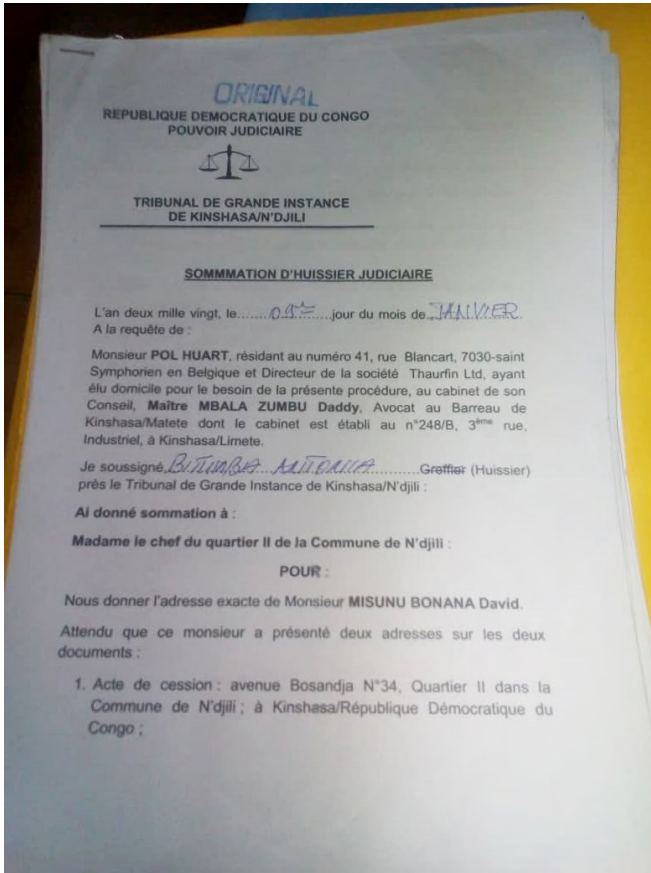 ORIGINAL
REPUBLIQUE DEMOCRATIQUE DU CONGO
POUVOIR JUDICIAIRE
TRIBUNAL DE GRANDE INSTANCE
DE KINSHASA/N'DJILI
SOMMMATION D'HUISSIER JUDICIAIRE
L'an deux mille vingt, le.......09ème......jour du mois de JANVIER
A la requête de :
Monsieur POL HUART, résidant au numéro 41, rue Blancart, 7030-saint
Symphorien en Belgique et Directeur de la société Thaurfin Ltd, ayant
élu domicile pour le besoin de la présente procédure, au cabinet de son
Conseil, Maître MBALA ZUMBU Daddy, Avocat au Barreau de
Kinshasa/Matete dont le cabinet est établi au n°248/B, 3ème rue,
Industriel, à Kinshasa/Limete.
Je soussigné, ..................Greffier (Huissier)
près le Tribunal de Grande Instance de Kinshasa/N'djili :
Ai donné sommation à :
Madame le chef du quartier II de la Commune de N'djili :
POUR :
Nous donner l'adresse exacte de Monsieur MISUNU BONANA David.
Attendu que ce monsieur a présenté deux adresses sur les deux
documents :
1. Acte de cession : avenue Bosandja N°34, Quartier II dans la
Commune de N'djili ; à Kinshasa/République Démocratique du
Congo ;